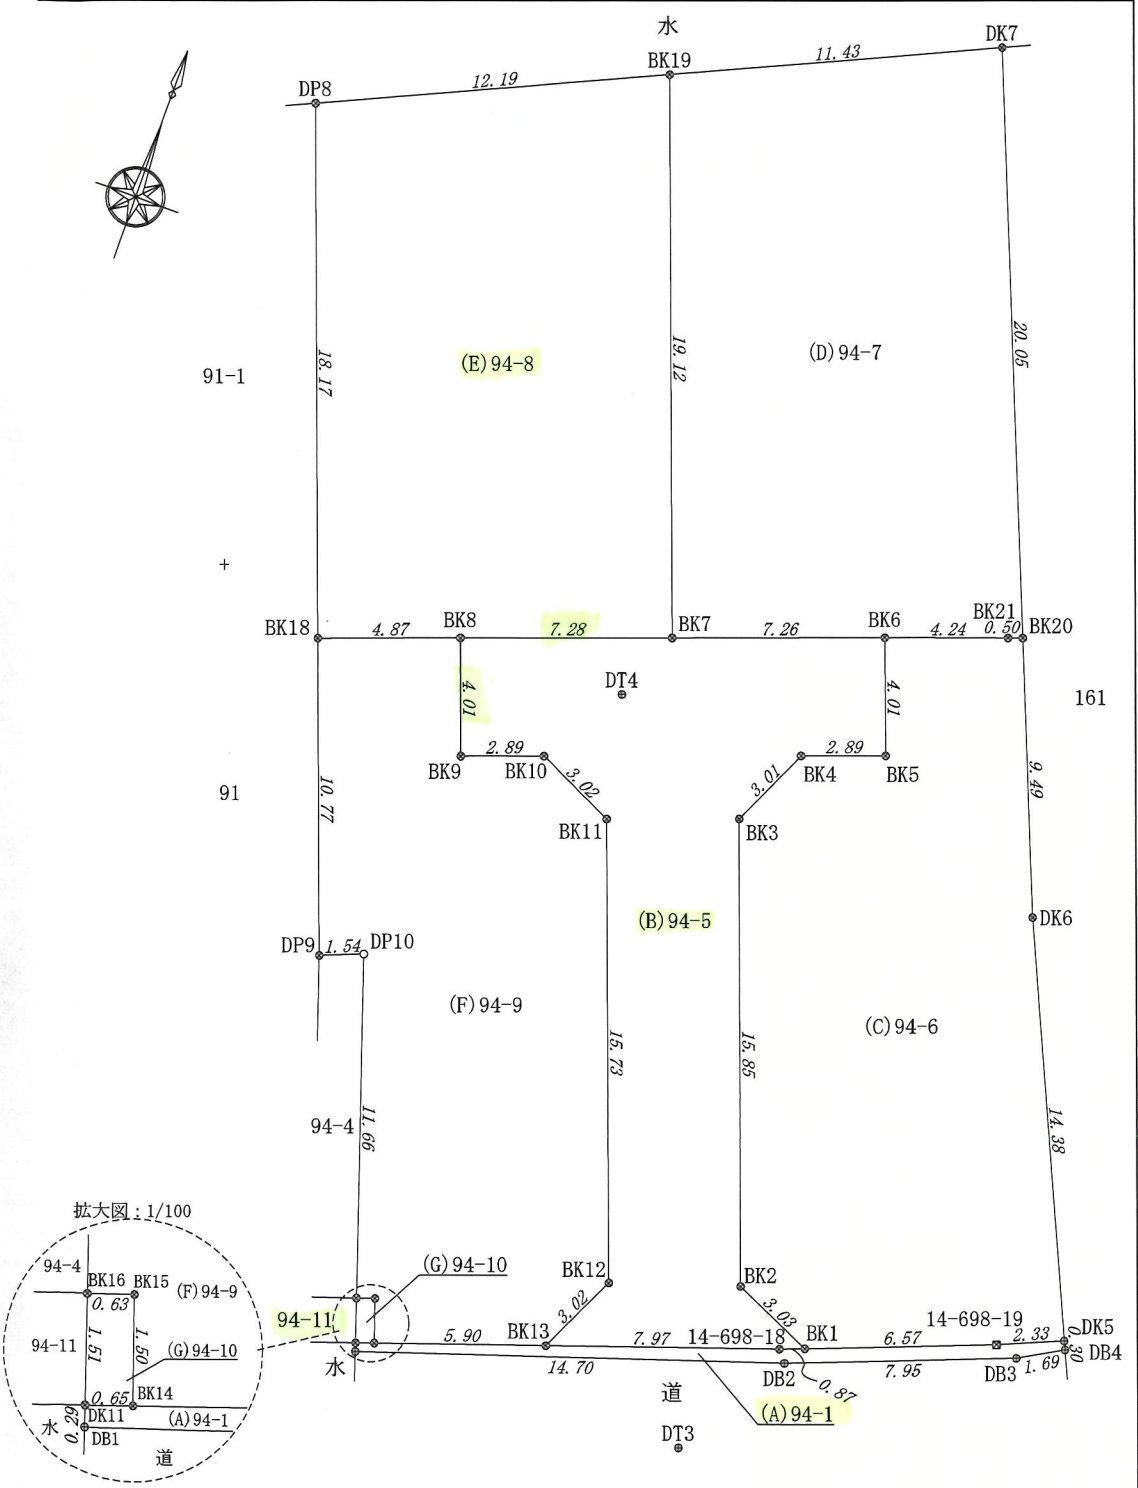 水
DK7
BK19
11.43
12.19
DP8
18.17
19.12
20.05
(E)94-8
(D)94-7
91-1
BK18
4.87
BK8
7.28
BK7
7.26
BK6
4.24
BK21
0.50
BK20
DT4
4.01
4.01
161
BK9
2.89
BK10
3.02
BK11
3.01
BK4
2.89
BK5
BK3
91
10.77
9.49
(B)94-5
DK6
DP9
1.54
DP10
(F)94-9
(C)94-6
15.73
15.85
94-4
11.66
14.38
拡大図:1/100
94-4
BK16
BK15
(F)94-9
0.63
94-11
1.51
1.50
(G)94-10
0.65
BK14
DK11
(A)94-1
水
0.29
DB1
道
(G)94-10
BK12
BK2
94-11
3.02
3.03
5.90
BK13
7.97
14-698-18
BK1
6.57
14-698-19
2.33
DK5
0.30
DB4
水
14.70
DB2
7.95
DB3
1.69
0.87
道
(A)94-1
DT3